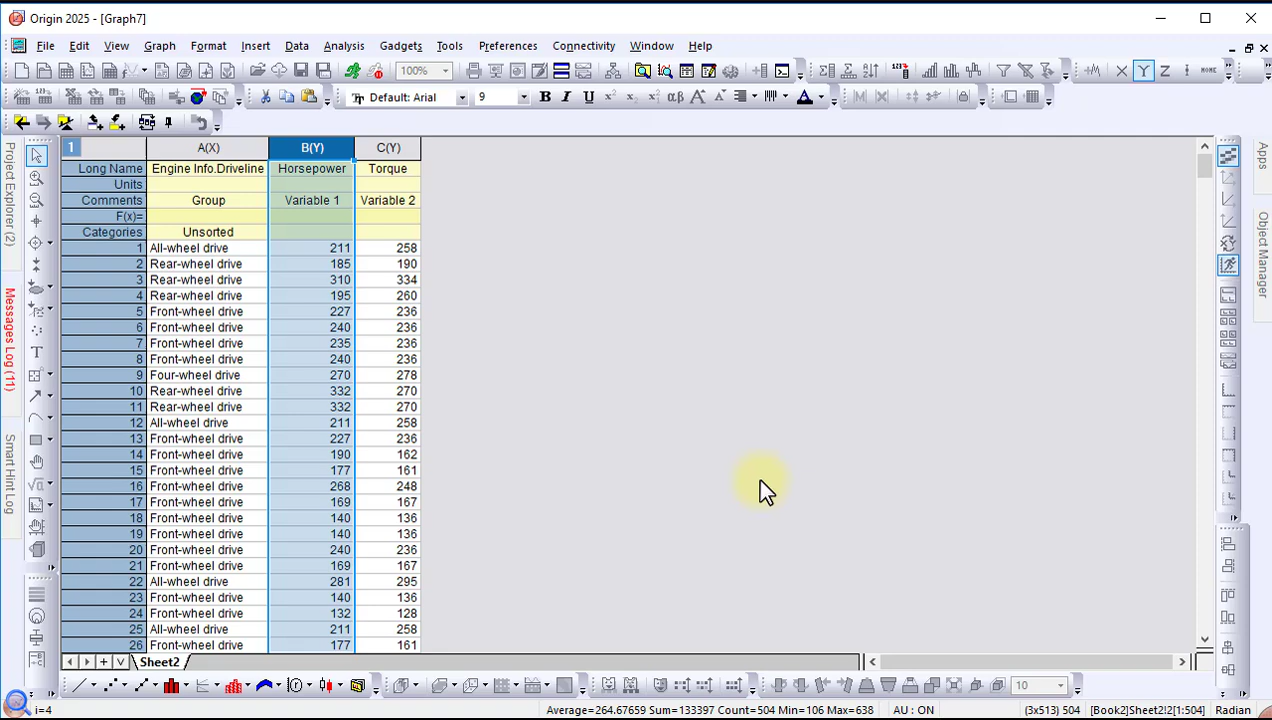 Origin 2025 - [Graph7]
File Edit View Graph Format Insert Data Analysis Gadgets Tools Preferences Connectivity Window Help
100%
Default: Arial 9 B I U
Project Explorer (2)
Messages Log (11)
Smart Hint Log
Apps
Object Manager
1 A(X) B(Y) C(Y)
Long Name Engine Info.Driveline Horsepower Torque
Units
Comments Group Variable 1 Variable 2
F(x)=
Categories Unsorted
1 All-wheel drive 211 258
2 Rear-wheel drive 185 190
3 Rear-wheel drive 310 334
4 Rear-wheel drive 195 260
5 Front-wheel drive 227 236
6 Front-wheel drive 240 236
7 Front-wheel drive 235 236
8 Front-wheel drive 240 236
9 Four-wheel drive 270 278
10 Rear-wheel drive 332 270
11 Rear-wheel drive 332 270
12 All-wheel drive 211 258
13 Front-wheel drive 227 236
14 Front-wheel drive 190 162
15 Front-wheel drive 177 161
16 Front-wheel drive 268 248
17 Front-wheel drive 169 167
18 Front-wheel drive 140 136
19 Front-wheel drive 140 136
20 Front-wheel drive 240 236
21 Front-wheel drive 169 167
22 All-wheel drive 281 295
23 Front-wheel drive 140 136
24 Front-wheel drive 132 128
25 All-wheel drive 211 258
26 Front-wheel drive 177 161
Sheet2
10
i=4 Average=264.67659 Sum=133397 Count=504 Min=106 Max=638 AU : ON (3x513) 504 [Book2]Sheet2!2[1:504] Radian